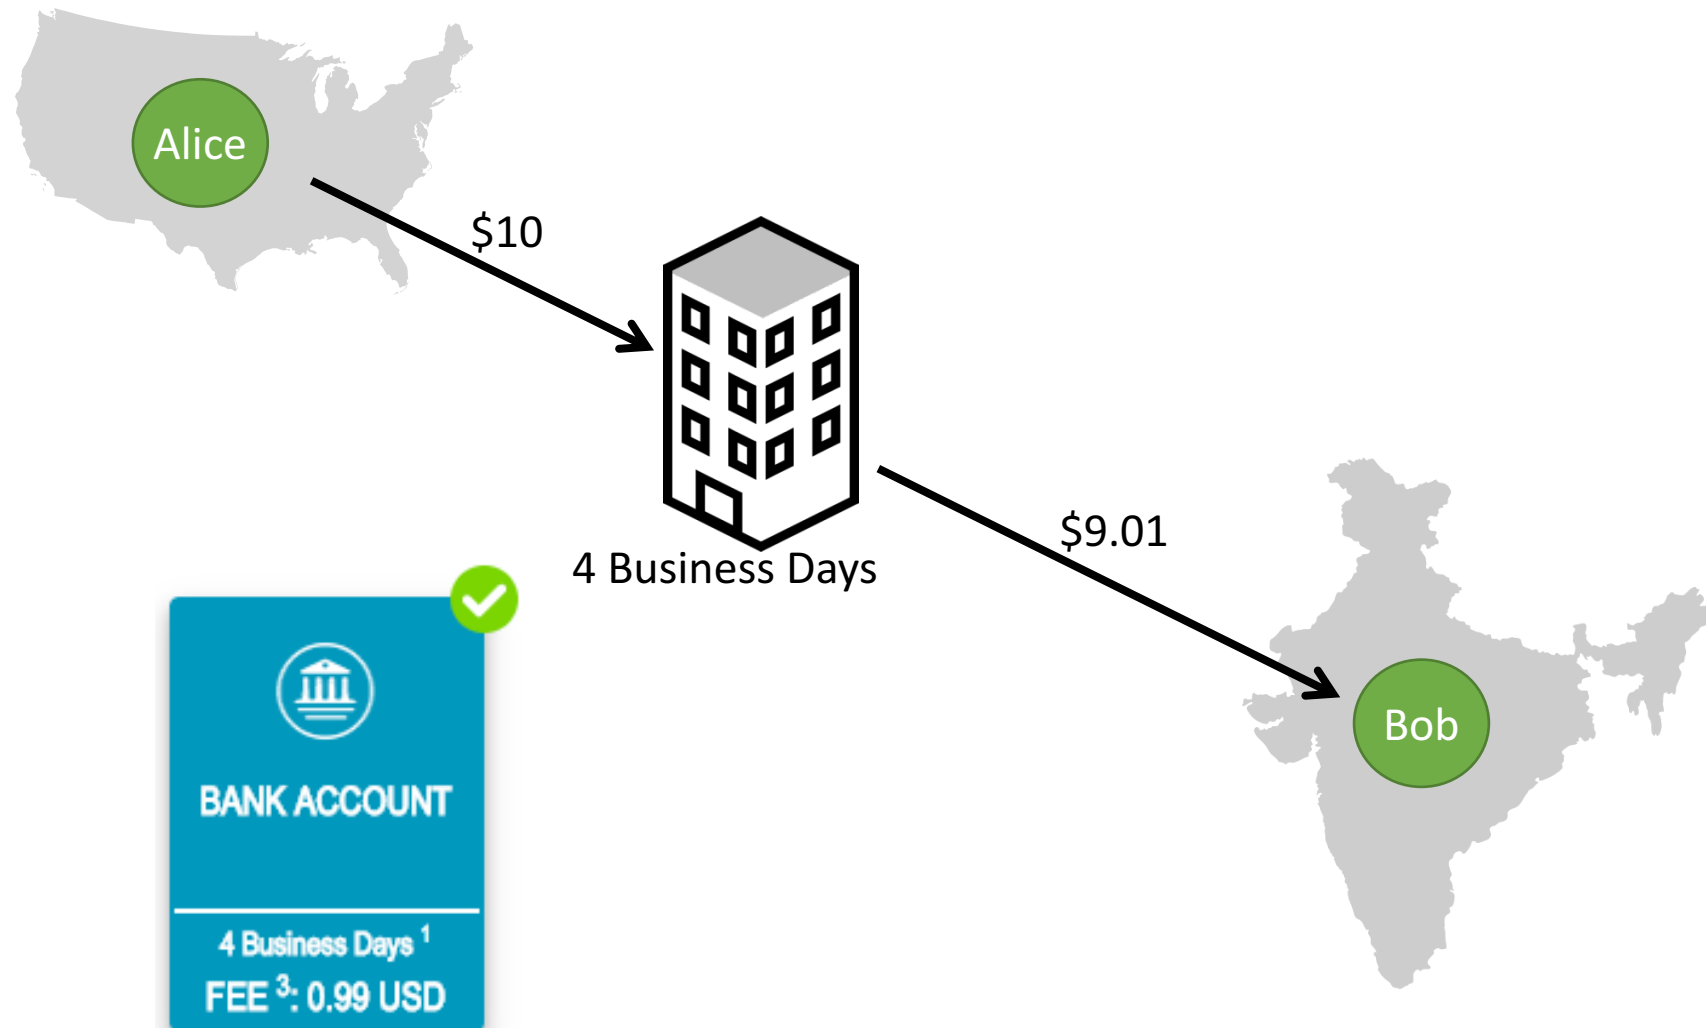 Alice
$10
4 Business Days
$9.01
Bob
BANK ACCOUNT
4 Business Days ¹
FEE ³: 0.99 USD